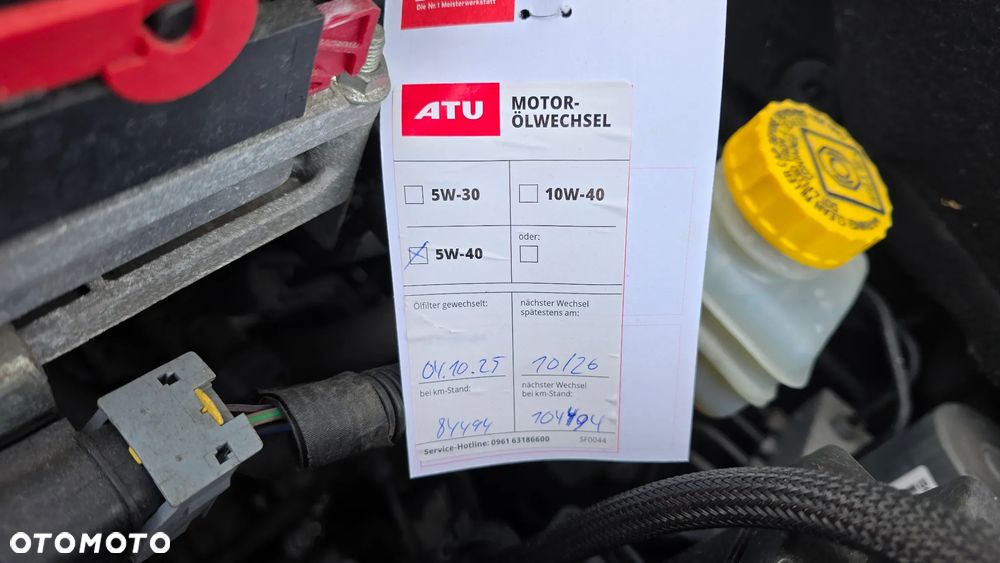 Die Nr.1 Meisterwerkstatt
ATU
MOTOR-
ÖLWECHSEL
5W-30
10W-40
5W-40
oder:
Ölfilter gewechselt:
nächster Wechsel
spätestens am:
04.10.25
10/26
bei km-Stand:
nächster Wechsel
bei km-Stand:
84494
104494
Service-Hotline: 0961 63186600
SF0044
OTOMOTO